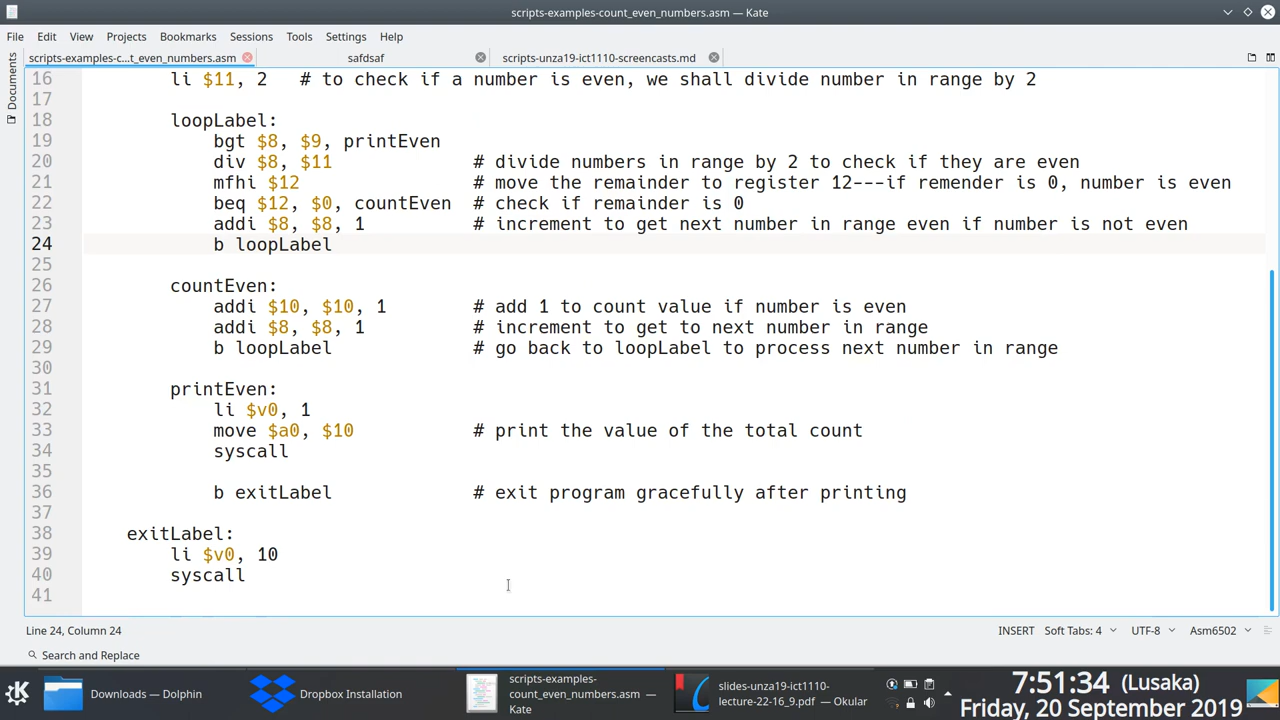 scripts-examples-count_even_numbers.asm — Kate
File Edit View Projects Bookmarks Sessions Tools Settings Help
scripts-examples-c...t_even_numbers.asm safdsaf scripts-unza19-ict1110-screencasts.md
Documents
16 li $11, 2 # to check if a number is even, we shall divide number in range by 2
17
18 loopLabel:
19 bgt $8, $9, printEven
20 div $8, $11 # divide numbers in range by 2 to check if they are even
21 mfhi $12 # move the remainder to register 12---if remender is 0, number is even
22 beq $12, $0, countEven # check if remainder is 0
23 addi $8, $8, 1 # increment to get next number in range even if number is not even
24 b loopLabel
25
26 countEven:
27 addi $10, $10, 1 # add 1 to count value if number is even
28 addi $8, $8, 1 # increment to get to next number in range
29 b loopLabel # go back to loopLabel to process next number in range
30
31 printEven:
32 li $v0, 1
33 move $a0, $10 # print the value of the total count
34 syscall
35
36 b exitLabel # exit program gracefully after printing
37
38 exitLabel:
39 li $v0, 10
40 syscall
41
Line 24, Column 24 INSERT Soft Tabs: 4 UTF-8 Asm6502
Search and Replace
Downloads — Dolphin
Dropbox Installation
scripts-examples-
count_even_numbers.asm —
Kate
slides-unza19-ict1110-
lecture-22-16_9.pdf — Okular
7:51:34 (Lusaka)
Friday, 20 September 2019